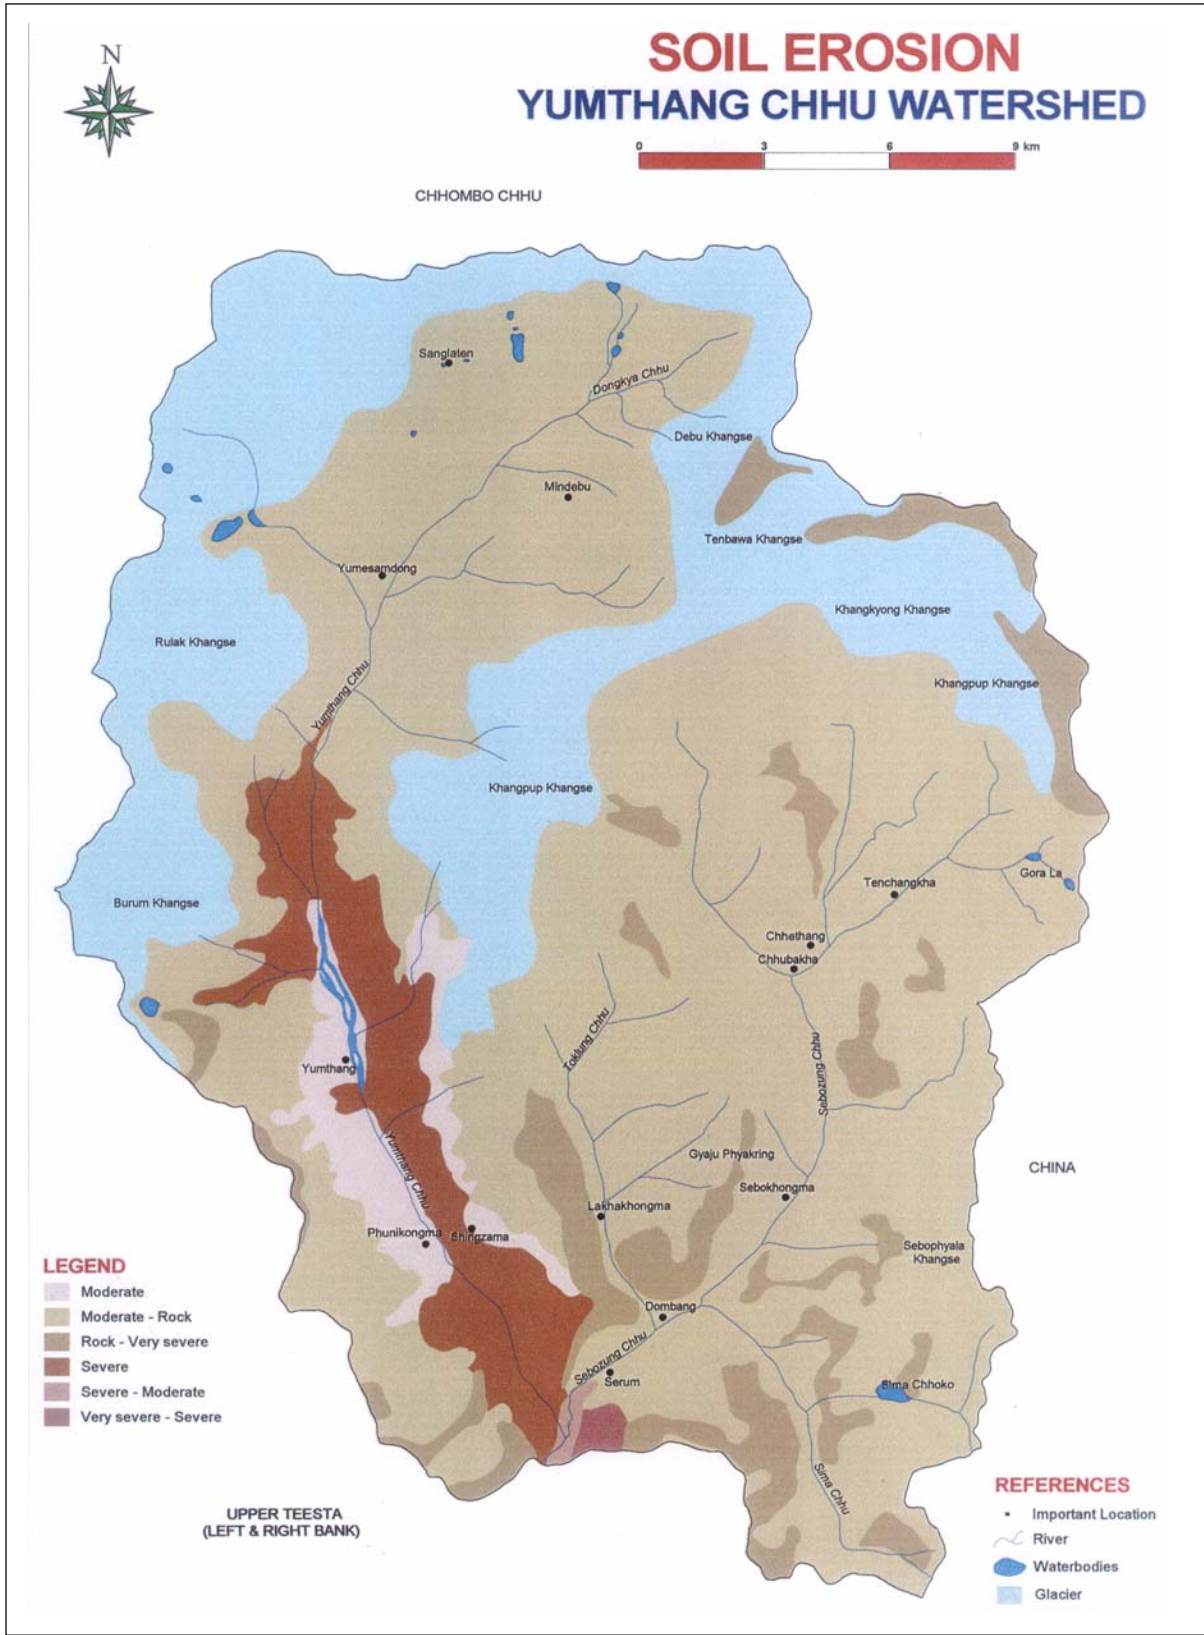 N
SOIL EROSION
YUMTHANG CHHU WATERSHED
0 3 6 9 km
CHHOMBO CHHU
Sanglaten
Dongkya Chhu
Debu Khangse
Mindebu
Tenbawa Khangse
Yumesamdong
Khangkyong Khangse
Rulak Khangse
Khangpup Khangse
Yumthang Chhu
Khangpup Khangse
Gora La
Tenchangkha
Burum Khangse
Chhethang
Chhubakha
Toklung Chhu
Sebozung Chhu
Yumthang
Yumthang Chhu
Gyaju Phyakring
CHINA
Sebokhongma
Lakhakhongma
Phunikongma
Shingzama
Sebophyala
Khangse
LEGEND
Moderate
Moderate - Rock
Rock - Very severe
Severe
Severe - Moderate
Very severe - Severe
Dombang
Sebozung Chhu
Serum
Sima Chhoko
Sima Chhu
UPPER TEESTA
(LEFT & RIGHT BANK)
REFERENCES
Important Location
River
Waterbodies
Glacier